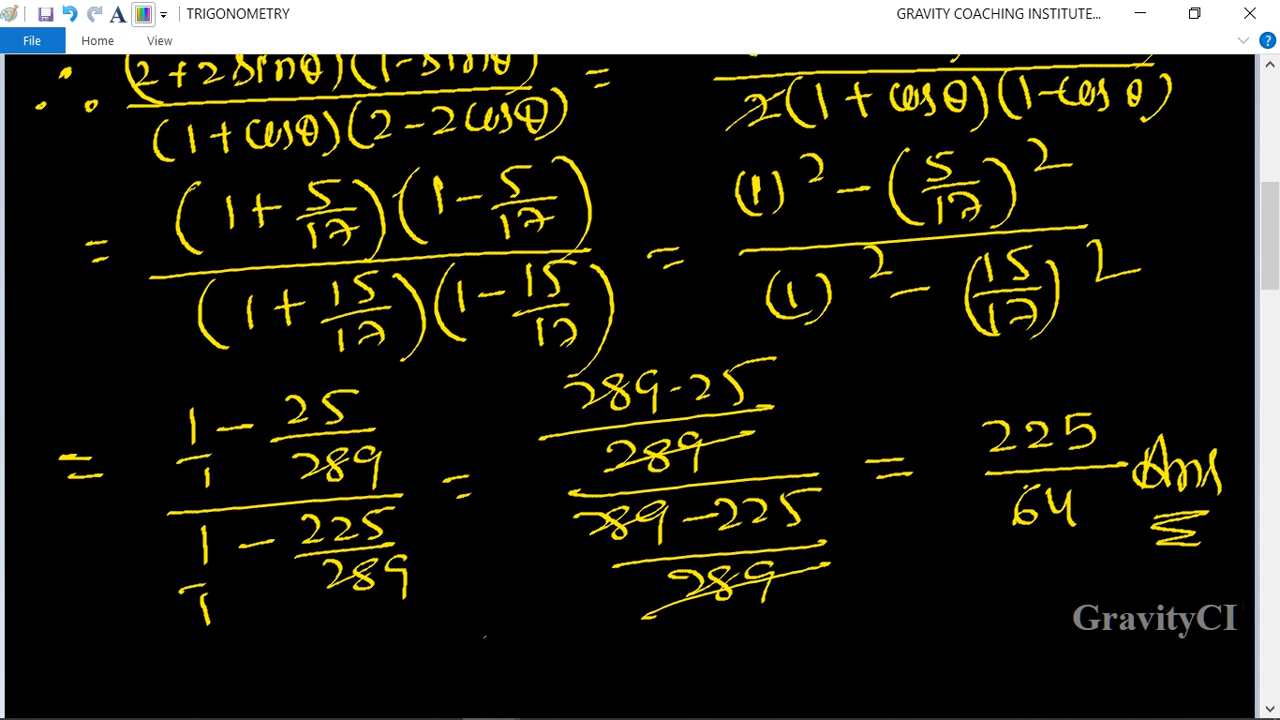 TRIGONOMETRY
GRAVITY COACHING INSTITUTE...
File Home View
∴ (2+2sinθ)(1-sinθ) / (1+cosθ)(2-2cosθ) = / 2(1+cosθ)(1-cosθ)
= (1+5/17)(1-5/17) / (1+15/17)(1-15/17) = (1)² - (5/17)² / (1)² - (15/17)²
= 1/1 - 25/289 / 1/1 - 225/289 = 289-25/289 / 289-225/289 = 225/64 Ans
GravityCI